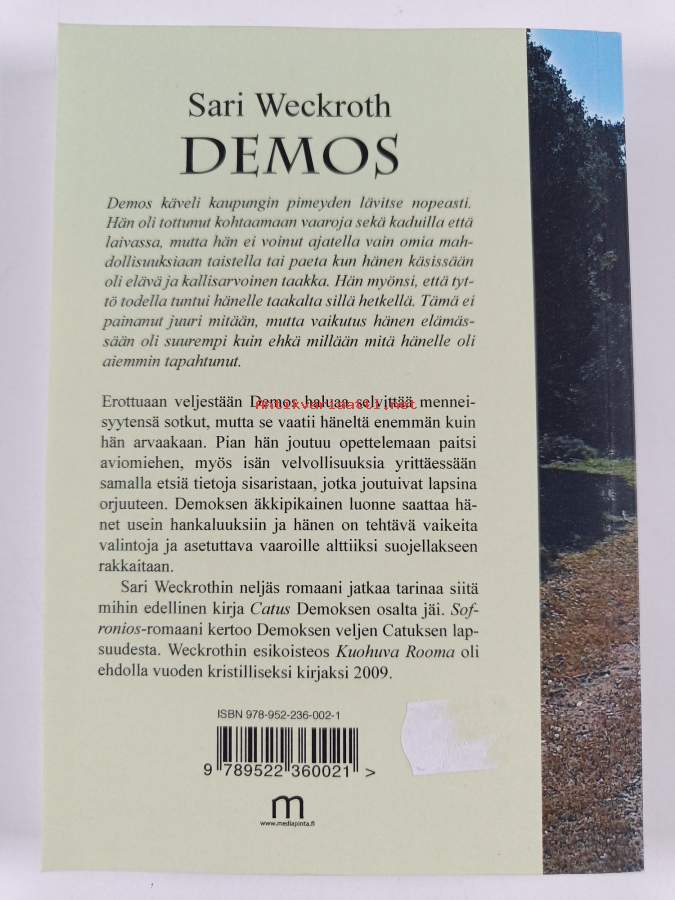 Sari Weckroth
DEMOS
Demos käveli kaupungin pimeyden lävitse nopeasti.
Hän oli tottunut kohtaamaan vaaroja sekä kaduilla että
laivassa, mutta hän ei voinut ajatella vain omia mah-
dollisuuksiaan taistella tai paeta kun hänen käsissään
oli elävä ja kallisarvoinen taakka. Hän myönsi, että tyt-
tö todella tuntui hänelle taakalta sillä hetkellä. Tämä ei
painanut juuri mitään, mutta vaikutus hänen elämäs-
sään oli suurempi kuin ehkä millään mitä hänelle oli
aiemmin tapahtunut.
Erottuaan veljestään Demos haluaa selvittää mennei-
Antikvariaatti.net
syytensä sotkut, mutta se vaatii häneltä enemmän kuin
hän arvaakaan. Pian hän joutuu opettelemaan paitsi
aviomiehen, myös isän velvollisuuksia yrittäessään
samalla etsiä tietoja sisaristaan, jotka joutuivat lapsina
orjuuteen. Demoksen äkkipikainen luonne saattaa hä-
net usein hankaluuksiin ja hänen on tehtävä vaikeita
valintoja ja asetuttava vaaroille alttiiksi suojellakseen
rakkaitaan.
Sari Weckrothin neljäs romaani jatkaa tarinaa siitä
mihin edellinen kirja Catus Demoksen osalta jäi. Sof-
ronios-romaani kertoo Demoksen veljen Catuksen lap-
suudesta. Weckrothin esikoisteos Kuohuva Rooma oli
ehdolla vuoden kristilliseksi kirjaksi 2009.
ISBN 978-952-236-002-1
9 789522 360021 >
m
www.mediapinta.fi